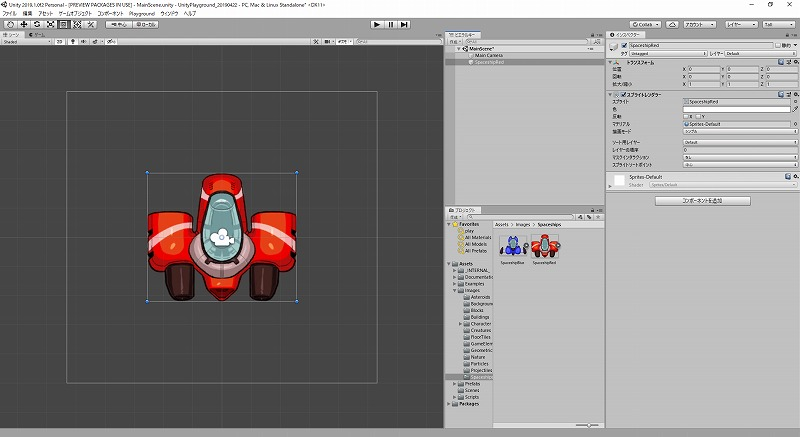 Unity 2019.1.0f2 Personal - [PREVIEW PACKAGES IN USE] - MainScene.unity - UnityPlayground_20190422 - PC, Mac & Linux Standalone* <DX11>
ファイル 編集 アセット ゲームオブジェクト コンポーネント Playground ウィンドウ ヘルプ
中心 ローカル
Collab アカウント レイヤー Tall
シーン ゲーム
Shaded 2D ギズモ
ヒエラルキー
作成
MainScene*
Main Camera
SpaceshipRed
プロジェクト
作成
Favorites
play
All Materials
All Models
All Prefabs
Assets
_INTERNAL_
Documentatio
Examples
Images
Asteroids
Background
Blocks
Buildings
Character
Creatures
FloorTiles
GameElem
Geometric
Nature
Particles
Projectiles
Spaceships
Prefabs
Scenes
Scripts
Packages
Assets Images Spaceships
SpaceshipBlue SpaceshipRed
インスペクター
SpaceshipRed 静的
タグ Untagged レイヤー Default
トランスフォーム
位置 X 0 Y 0 Z 0
回転 X 0 Y 0 Z 0
拡大/縮小 X 1 Y 1 Z 1
スプライトレンダラー
スプライト SpaceshipRed
色
反転 X Y
マテリアル Sprites-Default
描画モード シンプル
ソート用レイヤー Default
レイヤーの順序 0
マスクインタラクション なし
スプライトソートポイント 中心
Sprites-Default
Shader Sprites/Default
コンポーネントを追加